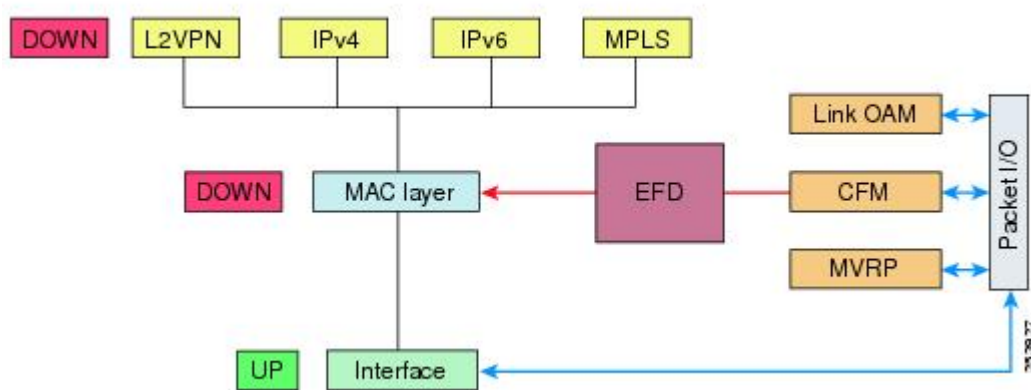 DOWN
L2VPN
IPv4
IPv6
MPLS
Link OAM
DOWN
MAC layer
EFD
CFM
Packet I/O
MVRP
UP
Interface